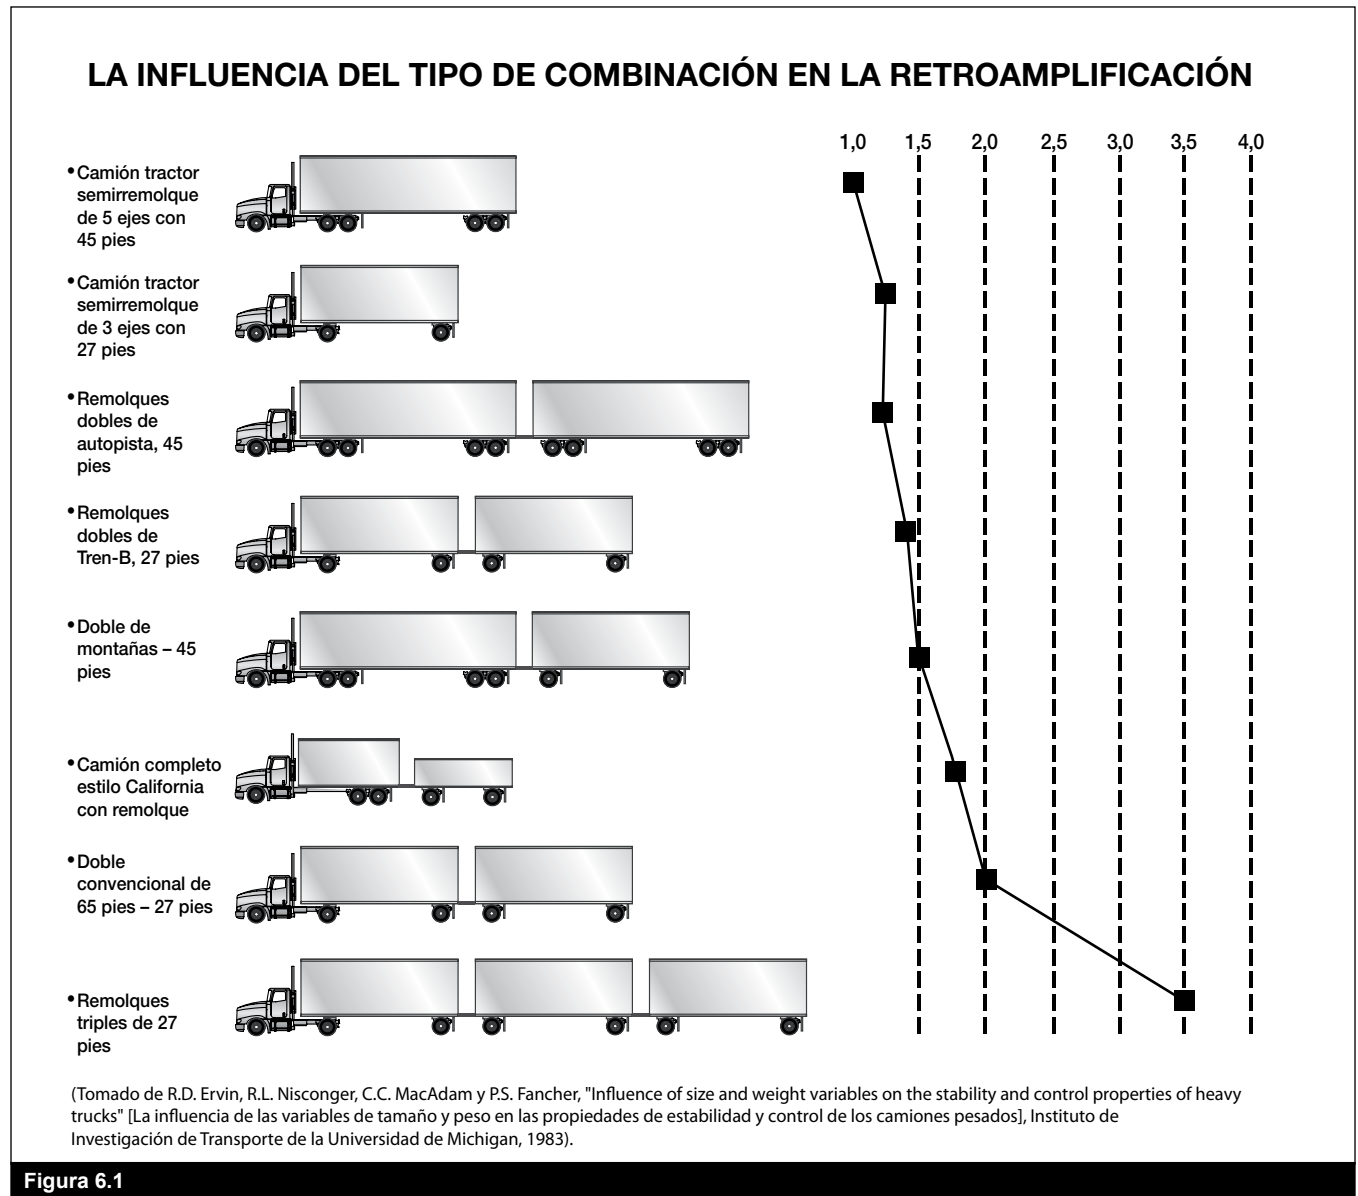 LA INFLUENCIA DEL TIPO DE COMBINACIÓN EN LA RETROAMPLIFICACIÓN
1,0 1,5 2,0 2,5 3,0 3,5 4,0
• Camión tractor
semirremolque
de 5 ejes con
45 pies
• Camión tractor
semirremolque
de 3 ejes con
27 pies
• Remolques
dobles de
autopista, 45
pies
• Remolques
dobles de
Tren-B, 27 pies
• Doble de
montañas – 45
pies
• Camión completo
estilo California
con remolque
• Doble
convencional de
65 pies – 27 pies
• Remolques
triples de 27
pies
(Tomado de R.D. Ervin, R.L. Nisconger, C.C. MacAdam y P.S. Fancher, "Influence of size and weight variables on the stability and control properties of heavy
trucks" [La influencia de las variables de tamaño y peso en las propiedades de estabilidad y control de los camiones pesados], Instituto de
Investigación de Transporte de la Universidad de Michigan, 1983).
Figura 6.1